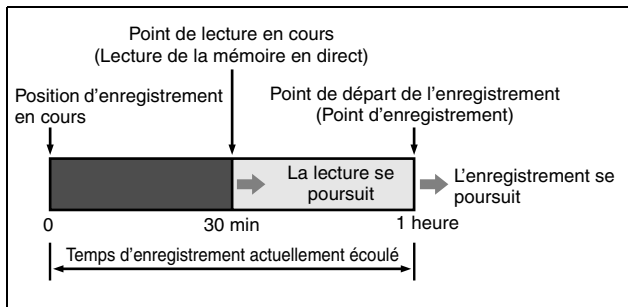 Point de lecture en cours
(Lecture de la mémoire en direct)
Position d'enregistrement
en cours
Point de départ de l'enregistrement
(Point d'enregistrement)
La lecture se
poursuit
L'enregistrement se
poursuit
0
30 min
1 heure
Temps d'enregistrement actuellement écoulé